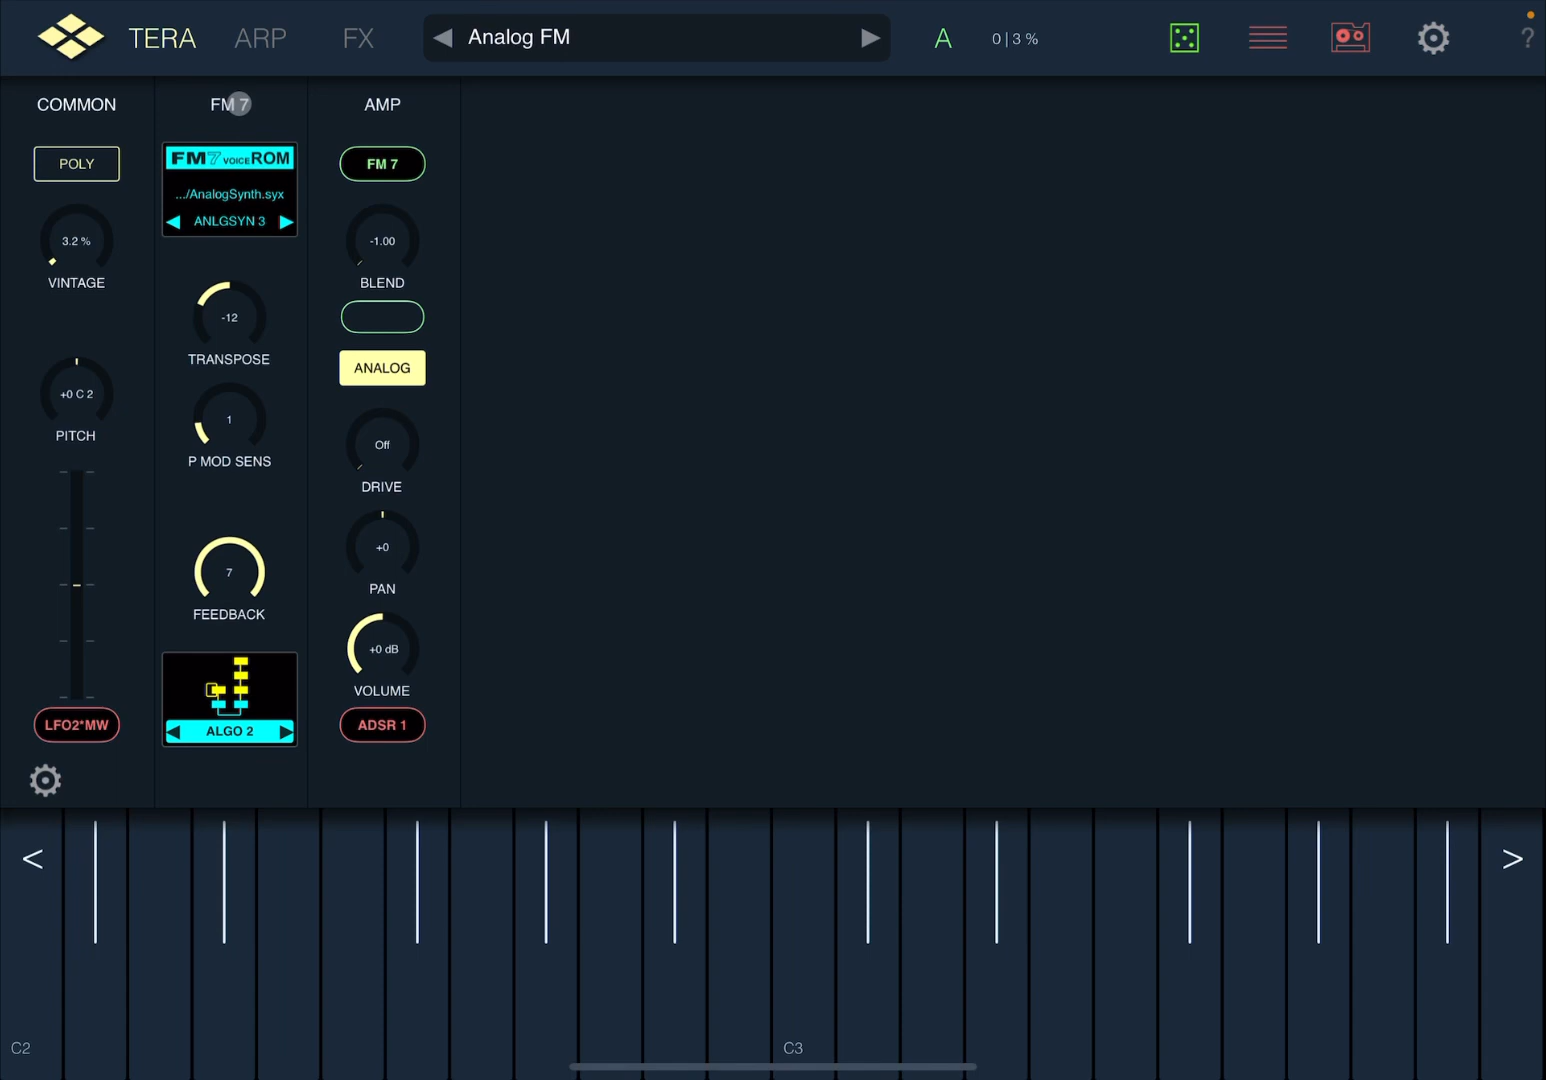 TERA ARP FX Analog FM A 0|3 % ?
COMMON FM 7 AMP
POLY
3.2 %
VINTAGE
+0 C 2
PITCH
LFO2*MW
FM7 VOICE ROM
.../AnalogSynth.syx
ANLGSYN 3
-12
TRANSPOSE
1
P MOD SENS
7
FEEDBACK
ALGO 2
FM 7
-1.00
BLEND
ANALOG
Off
DRIVE
+0
PAN
+0 dB
VOLUME
ADSR 1
< >
C2 C3